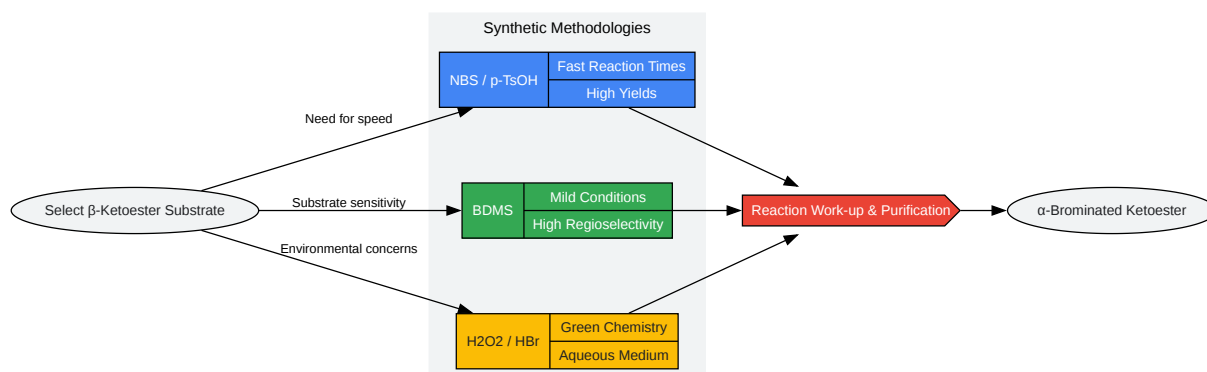 Synthetic Methodologies
NBS / p-TsOH
Fast Reaction Times
High Yields
Need for speed
Select β-Ketoester Substrate
Substrate sensitivity
BDMS
Mild Conditions
High Regioselectivity
Reaction Work-up & Purification
α-Brominated Ketoester
Environmental concerns
H2O2 / HBr
Green Chemistry
Aqueous Medium